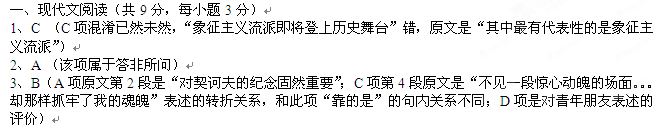 一、现代文阅读（共 9 分，每小题 3 分）
1、C （C 项混淆已然未然，“象征主义流派即将登上历史舞台”错，原文是“其中最有代表性的是象征主
义流派”）
2、A （该项属于答非所问）
3、B（A 项原文第 2 段是“对契诃夫的纪念固然重要”；C 项第 4 段原文是“不见一段惊心动魄的场面。。。
却那样抓牢了我的魂魄”表述的转折关系，和此项“靠的是”的句内关系不同；D 项是对青年朋友表述的
评价）